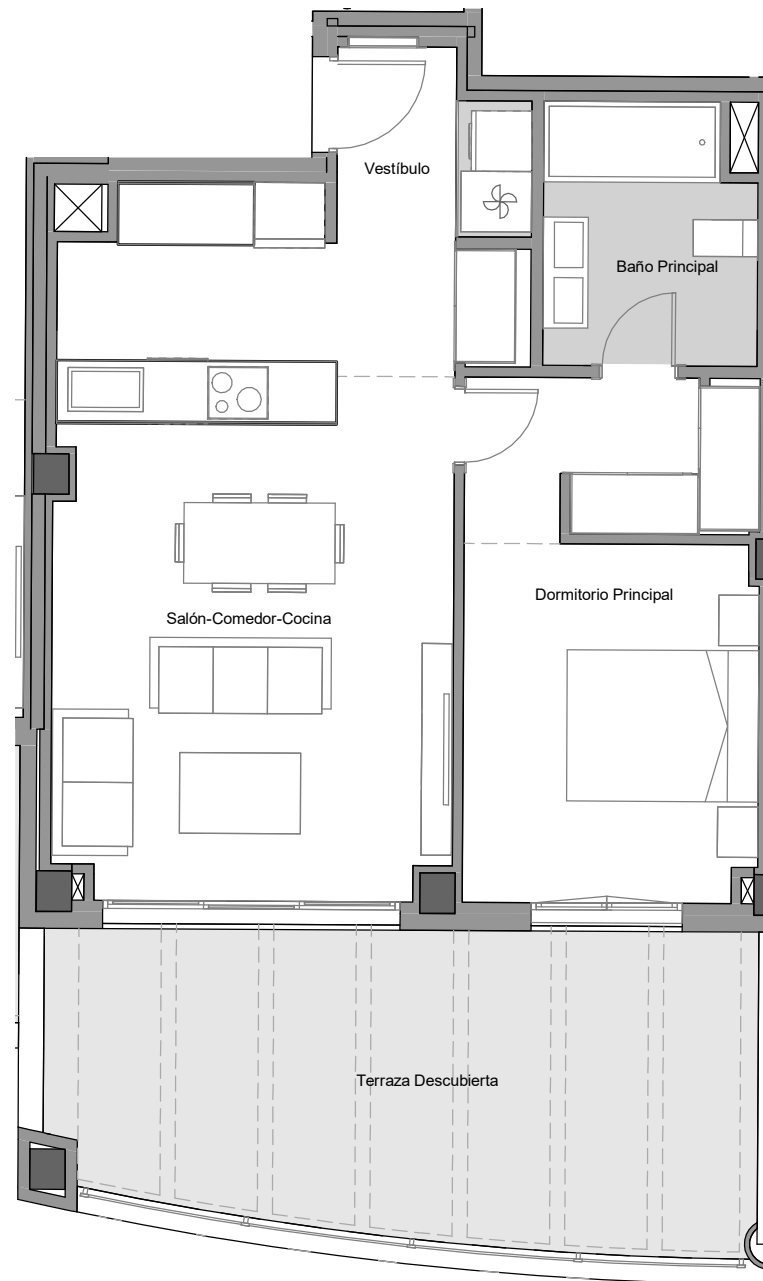 Vestíbulo
Baño Principal
Dormitorio Principal
Salón-Comedor-Cocina
Terraza Descubierta